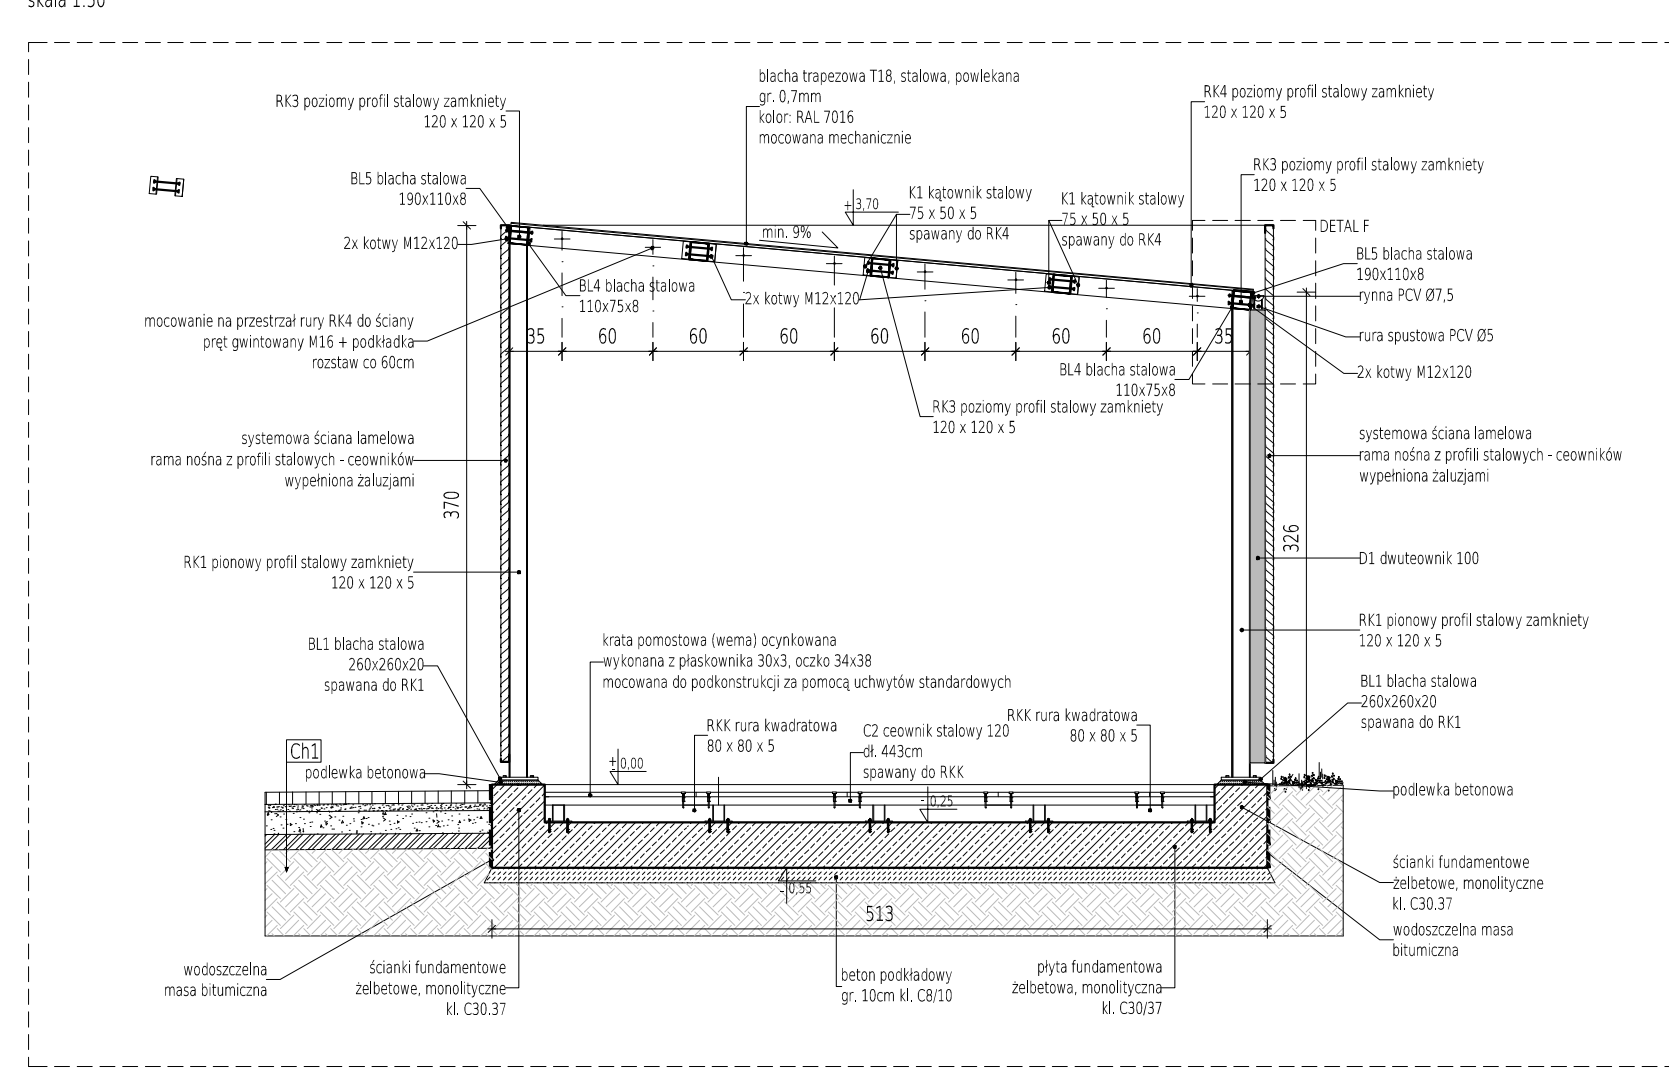 skala 1:50
blacha trapezowa T18, stalowa, powlekana
gr. 0,7mm
kolor: RAL 7016
mocowana mechanicznie
RK3 poziomy profil stalowy zamkniety
120 x 120 x 5
RK4 poziomy profil stalowy zamkniety
120 x 120 x 5
RK3 poziomy profil stalowy zamkniety
120 x 120 x 5
BL5 blacha stalowa
190x110x8
K1 kątownik stalowy
75 x 50 x 5
spawany do RK4
K1 kątownik stalowy
75 x 50 x 5
spawany do RK4
+3,70
min. 9%
DETAL F
2x kotwy M12x120
BL5 blacha stalowa
190x110x8
rynna PCV Ø7,5
BL4 blacha stalowa
110x75x8
2x kotwy M12x120
mocowanie na przestrzał rury RK4 do ściany
pręt gwintowany M16 + podkładka
rozstaw co 60cm
35 60 60 60 60 60 60 60 35
rura spustowa PCV Ø5
BL4 blacha stalowa
110x75x8
2x kotwy M12x120
RK3 poziomy profil stalowy zamkniety
120 x 120 x 5
systemowa ściana lamelowa
rama nośna z profili stalowych - ceowników
wypełniona żaluzjami
systemowa ściana lamelowa
rama nośna z profili stalowych - ceowników
wypełniona żaluzjami
370
326
RK1 pionowy profil stalowy zamkniety
120 x 120 x 5
D1 dwuteownik 100
RK1 pionowy profil stalowy zamkniety
120 x 120 x 5
BL1 blacha stalowa
260x260x20
spawana do RK1
krata pomostowa (wema) ocynkowana
wykonana z płaskownika 30x3, oczko 34x38
mocowana do podkonstrukcji za pomocą uchwytów standardowych
BL1 blacha stalowa
260x260x20
spawana do RK1
RKK rura kwadratowa
80 x 80 x 5
C2 ceownik stalowy 120
dł. 443cm
spawany do RKK
RKK rura kwadratowa
80 x 80 x 5
Ch1
podlewka betonowa
±0,00
-0,25
podlewka betonowa
-0,55
513
ścianki fundamentowe
żelbetowe, monolityczne
kl. C30.37
wodoszczelna masa
bitumiczna
wodoszczelna
masa bitumiczna
ścianki fundamentowe
żelbetowe, monolityczne
kl. C30.37
beton podkładowy
gr. 10cm kl. C8/10
płyta fundamentowa
żelbetowa, monolityczna
kl. C30/37